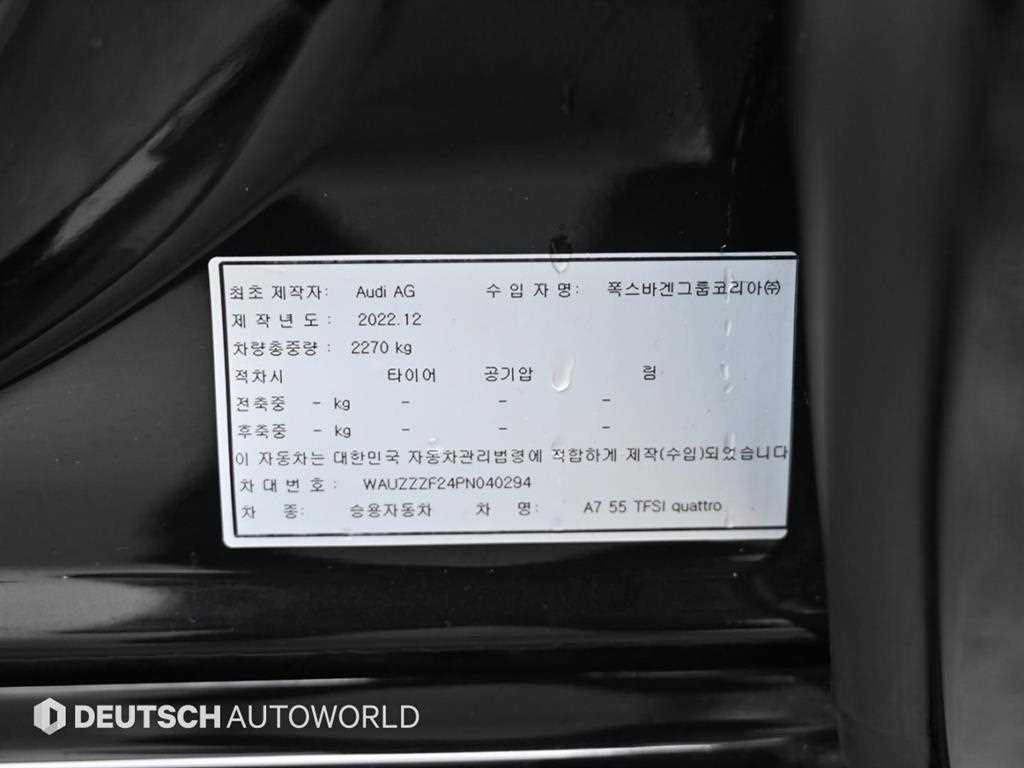 최초 제작자: Audi AG 수 입 자 명: 폭스바겐그룹코리아㈜
제 작 년 도 : 2022.12
차량총중량 : 2270 kg
적차시 타이어 공기압 림
전축중 - kg - - -
후축중 - kg - - -
이 자동차는 대한민국 자동차관리법령에 적합하게 제작(수입)되었습니다
차 대 번 호 : WAUZZZF24PN040294
차 종: 승용자동차 차 명: A7 55 TFSI quattro
DEUTSCH AUTOWORLD